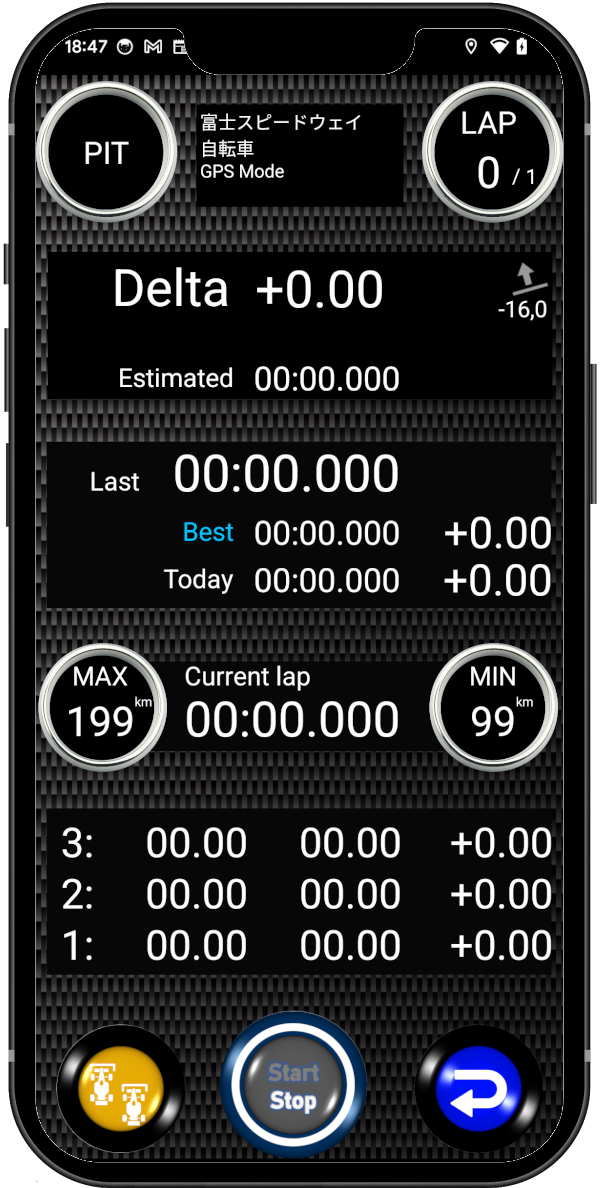 18:47
PIT
富士スピードウェイ
自転車
GPS Mode
LAP
0 / 1
Delta +0.00
-16,0
Estimated 00:00.000
Last 00:00.000
Best 00:00.000 +0.00
Today 00:00.000 +0.00
MAX
199 km
Current lap
00:00.000
MIN
99 km
3: 00.00 00.00 +0.00
2: 00.00 00.00 +0.00
1: 00.00 00.00 +0.00
Start
Stop